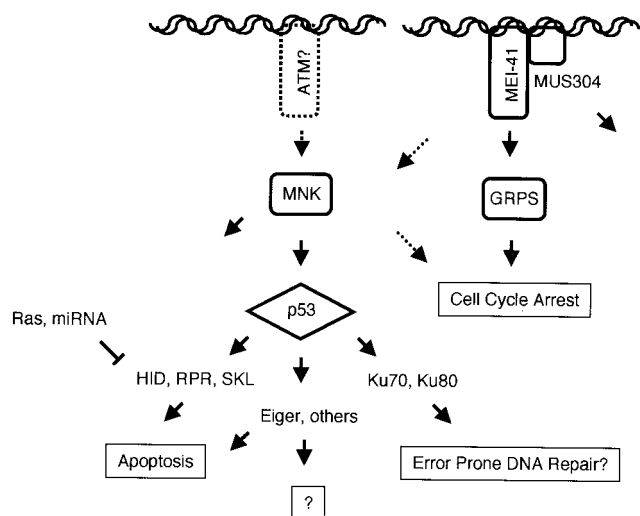 ATM?
MEI-41
MUS304
MNK
GRPS
Cell Cycle Arrest
p53
Ras, miRNA
HID, RPR, SKL
Ku70, Ku80
Eiger, others
Apoptosis
Error Prone DNA Repair?
?